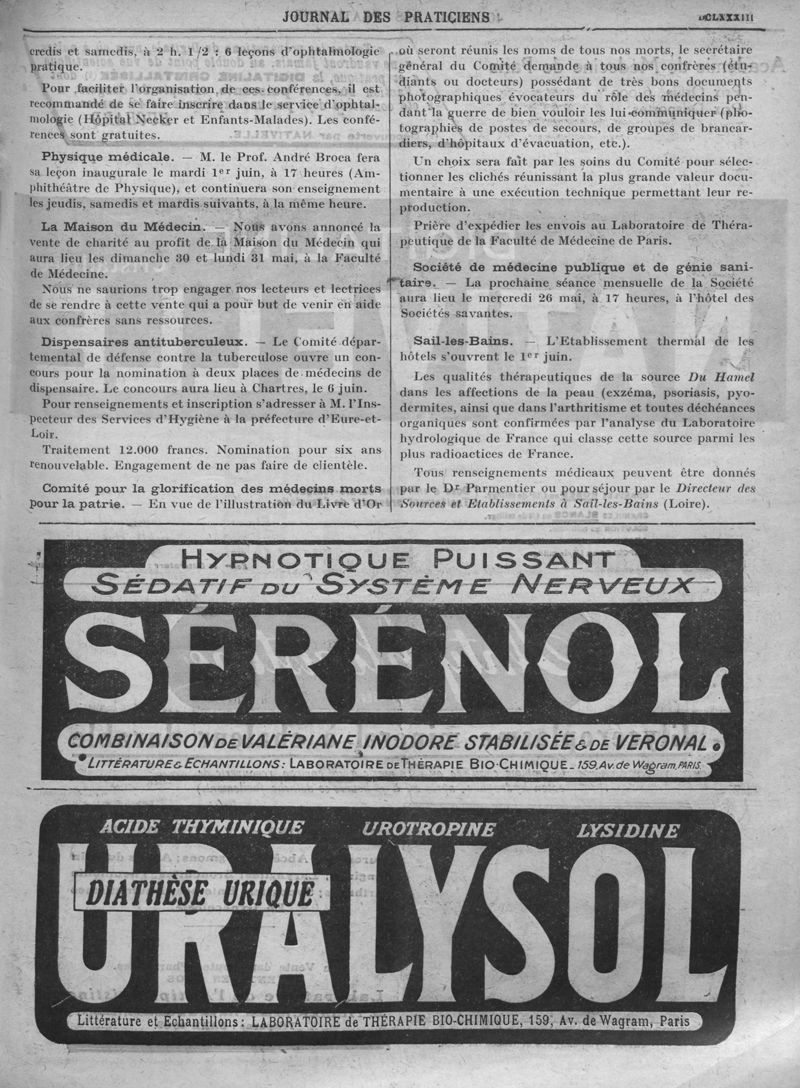 JOURNAL DES PRATICIENS
credis et samedis, à 2 h. 1/2 : 6 leçons d'ophtalmologie
pratique.
Pour faciliter l'organisation de ces conférences, il est
recommandé de se faire inscrire dans le service d'ophtal-
mologie (Hôpital Necker et Enfants-Malades). Les confé-
rences sont gratuites.
Physique médicale. — M. le Prof. André Broca fera
sa leçon inaugurale le mardi 1er juin, à 17 heures (Am-
phithéâtre de Physique), et continuera son enseignement
les jeudis, samedis et mardis suivants, à la même heure.
La Maison du Médecin. — Nous avons annoncé la
vente de charité au profit de la Maison du Médecin qui
aura lieu les dimanche 30 et lundi 31 mai, à la Faculté
de Médecine.
Nous ne saurions trop engager nos lecteurs et lectrices
de se rendre à cette vente qui a pour but de venir en aide
aux confrères sans ressources.
Dispensaires antituberculeux. — Le Comité dépar-
temental de défense contre la tuberculose ouvre un con-
cours pour la nomination à deux places de médecins de
dispensaire. Le concours aura lieu à Chartres, le 6 juin.
Pour renseignements et inscription s'adresser à M. l'Ins-
pecteur des Services d'Hygiène à la préfecture d'Eure-et-
Loir.
Traitement 12.000 francs. Nomination pour six ans
renouvelable. Engagement de ne pas faire de clientèle.
Comité pour la glorification des médecins morts
pour la patrie. — En vue de l'illustration du Livre d'Or
où seront réunis les noms de tous nos morts, le secrétaire
général du Comité demande à tous nos confrères (étu-
diants ou docteurs) possédant de très bons documents
photographiques évocateurs du rôle des médecins pen-
dant la guerre de bien vouloir les lui communiquer (pho-
tographies de postes de secours, de groupes de brancar-
diers, d'hôpitaux d'évacuation, etc.).
Un choix sera fait par les soins du Comité pour sélec-
tionner les clichés réunissant la plus grande valeur docu-
mentaire à une exécution technique permettant leur re-
production.
Prière d'expédier les envois au Laboratoire de Théra-
peutique de la Faculté de Médecine de Paris.
Société de médecine publique et de génie sani-
taire. — La prochaine séance mensuelle de la Société
aura lieu le mercredi 26 mai, à 17 heures, à l'hôtel des
Sociétés savantes.
Sail-les-Bains. — L'Etablissement thermal de les
hôtels s'ouvrent le 1er juin.
Les qualités thérapeutiques de la source Du Hamel
dans les affections de la peau (exzéma, psoriasis, pyo-
dermites, ainsi que dans l'arthritisme et toutes déchéances
organiques sont confirmées par l'analyse du Laboratoire
hydrologique de France qui classe cette source parmi les
plus radioactices de France.
Tous renseignements médicaux peuvent être donnés
par le Dr Parmentier ou pour séjour par le Directeur des
Sources et Etablissements à Sail-les-Bains (Loire).
HYPNOTIQUE PUISSANT
SÉDATIF DU SYSTÈME NERVEUX
SÉRÉNOL
COMBINAISON DE VALÉRIANE INODORE STABILISÉE & DE VERONAL
LITTÉRATURE & ECHANTILLONS : LABORATOIRE DE THÉRAPIE BIO-CHIMIQUE_159, Av. de Wagram, PARIS.
ACIDE THYMINIQUE UROTROPINE LYSIDINE
URALYSOL
DIATHÈSE URIQUE
Littérature et Echantillons : LABORATOIRE de THÉRAPIE BIO-CHIMIQUE, 159, Av. de Wagram, Paris